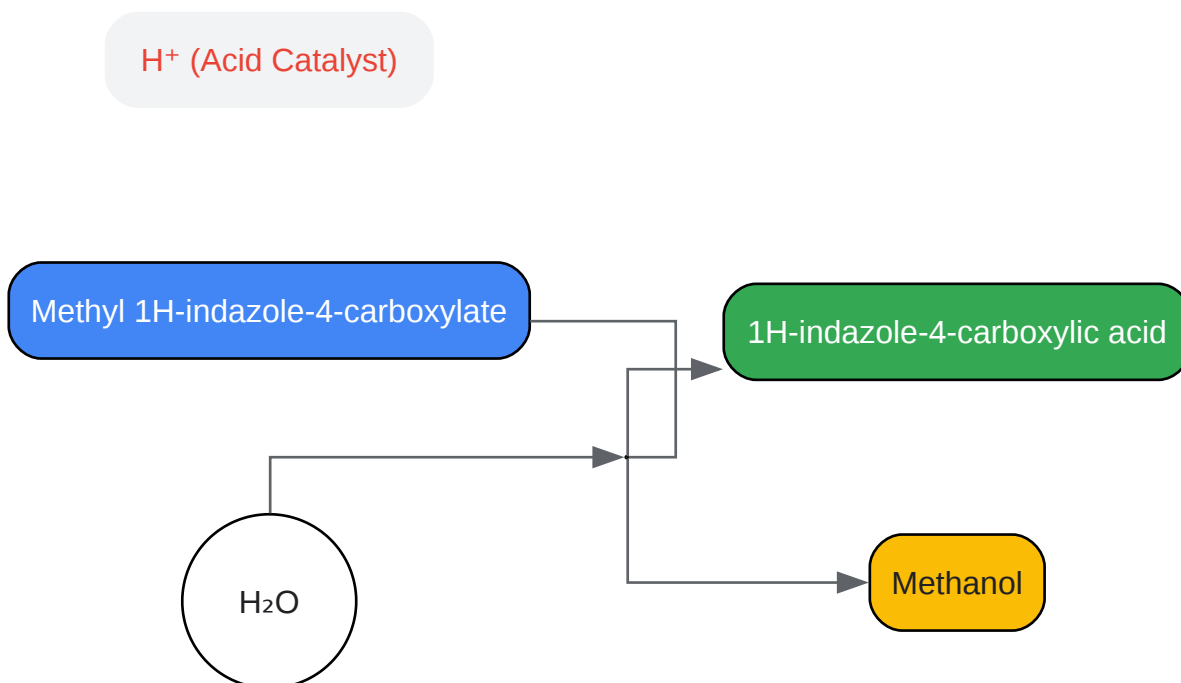 H⁺ (Acid Catalyst)
Methyl 1H-indazole-4-carboxylate
1H-indazole-4-carboxylic acid
H₂O
Methanol